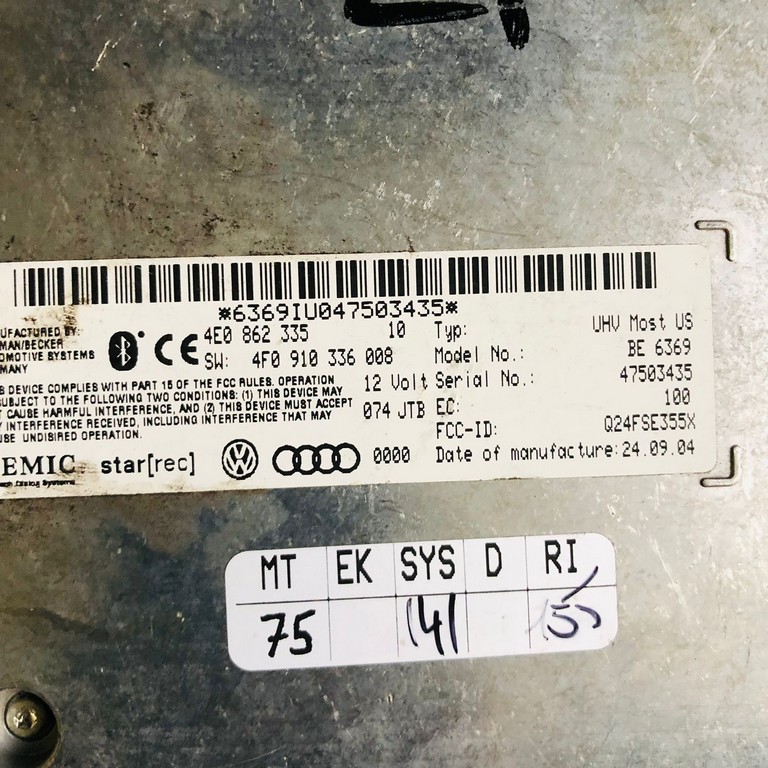 *6369IU047503435*
UFACTURED BY:
MAN/BECKER
OMOTIVE SYSTEMS
MANY
CE
4E0 862 335 10
SW: 4F0 910 336 008
12 Volt
074 JTB
DEVICE COMPLIES WITH PART 15 OF THE FCC RULES. OPERATION
SUBJECT TO THE FOLLOWING TWO CONDITIONS: (1) THIS DEVICE MAY
CAUSE HARMFUL INTERFERENCE, AND (2) THIS DEVICE MUST ACCEPT
INTERFERENCE RECEIVED, INCLUDING INTERFERENCE THAT MAY
USE UNDISIRED OPERATION.
Typ: UHV Most US
Model No.: BE 6369
Serial No.: 47503435
EC: 100
FCC-ID: Q24FSE355X
Date of manufacture: 24.09.04
EMIC star[rec] 0000
MT EK SYS D RI
75 141 155